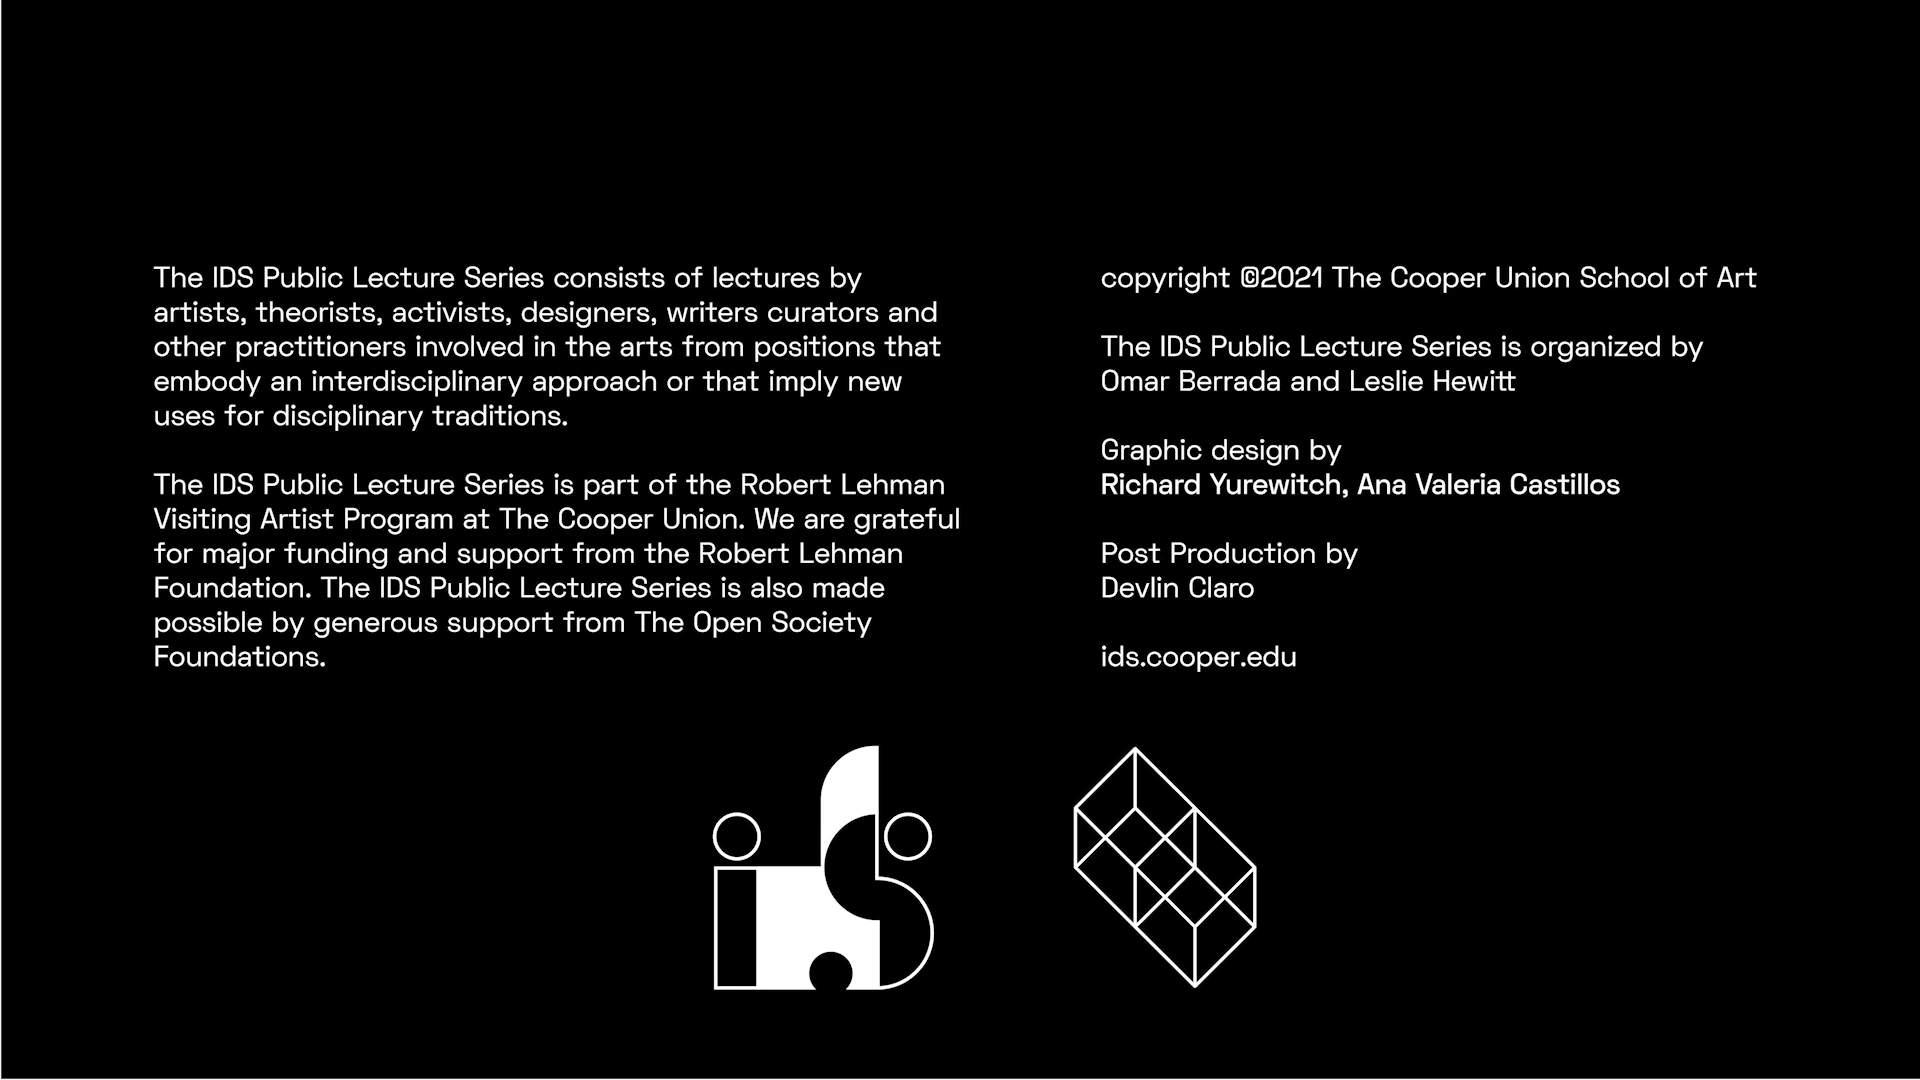 The IDS Public Lecture Series consists of lectures by
artists, theorists, activists, designers, writers curators and
other practitioners involved in the arts from positions that
embody an interdisciplinary approach or that imply new
uses for disciplinary traditions.
The IDS Public Lecture Series is part of the Robert Lehman
Visiting Artist Program at The Cooper Union. We are grateful
for major funding and support from the Robert Lehman
Foundation. The IDS Public Lecture Series is also made
possible by generous support from The Open Society
Foundations.
copyright ©2021 The Cooper Union School of Art
The IDS Public Lecture Series is organized by
Omar Berrada and Leslie Hewitt
Graphic design by
Richard Yurewitch, Ana Valeria Castillos
Post Production by
Devlin Claro
ids.cooper.edu
ids